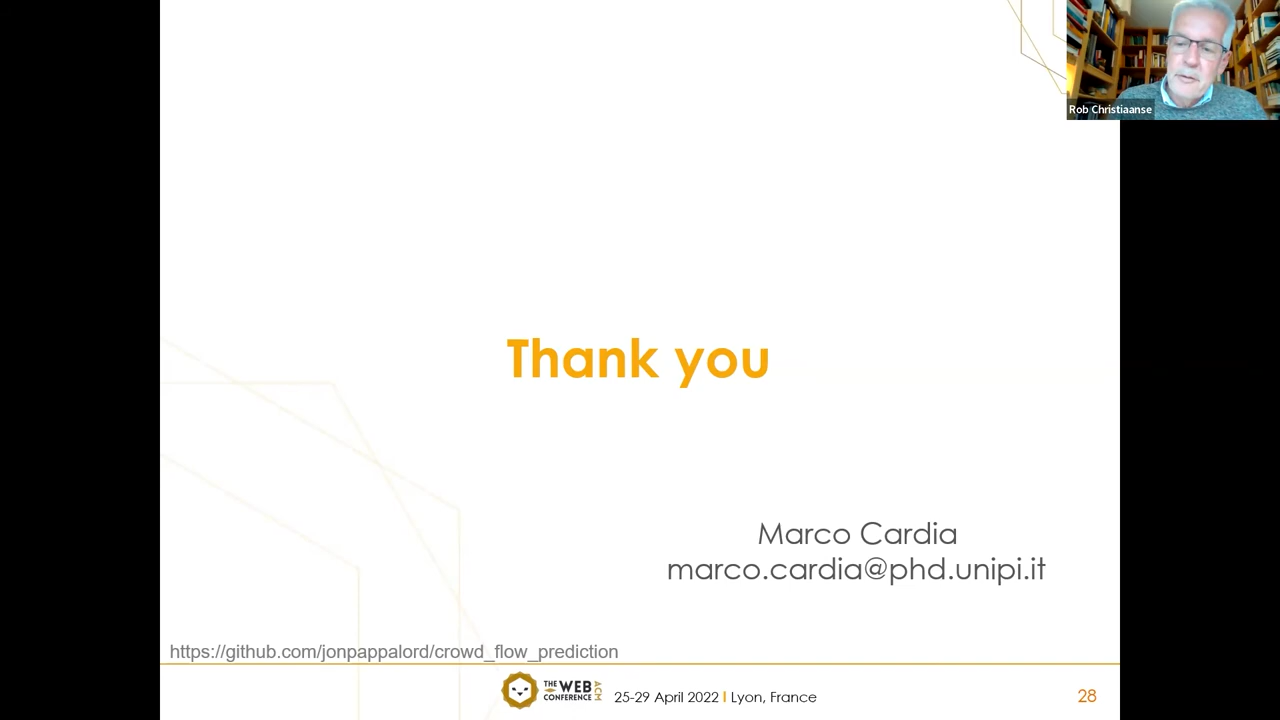 Rob Christiaanse
Thank you
Marco Cardia
marco.cardia@phd.unipi.it
https://github.com/jonpappalord/crowd_flow_prediction
THE WEB CONFERENCE ACM
25-29 April 2022 | Lyon, France
28